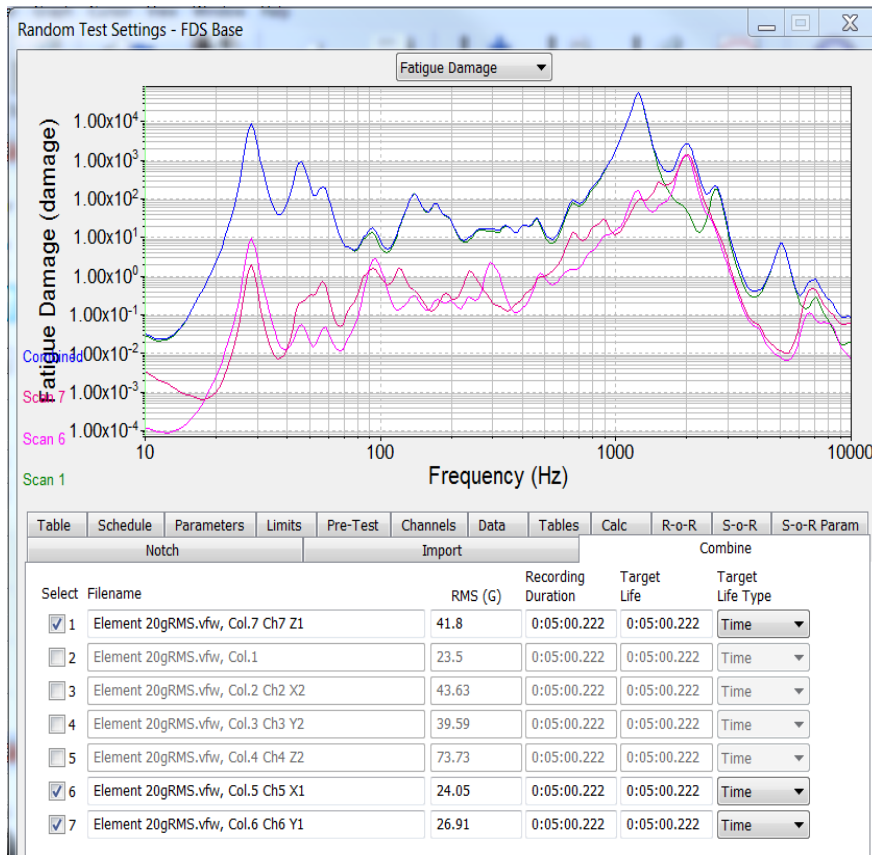 Random Test Settings - FDS Base
Fatigue Damage
Fatigue Damage (damage)
1.00x10⁴
1.00x10³
1.00x10²
1.00x10¹
1.00x10⁰
1.00x10⁻¹
1.00x10⁻²
1.00x10⁻³
1.00x10⁻⁴
Combined
Scan 7
Scan 6
Scan 1
10 100 1000 10000
Frequency (Hz)
Table Schedule Parameters Limits Pre-Test Channels Data Tables Calc R-o-R S-o-R S-o-R Param
Notch Import Combine
Recording Target Target
Select Filename RMS (G) Duration Life Life Type
1 Element 20gRMS.vfw, Col.7 Ch7 Z1 41.8 0:05:00.222 0:05:00.222 Time
2 Element 20gRMS.vfw, Col.1 23.5 0:05:00.222 0:05:00.222 Time
3 Element 20gRMS.vfw, Col.2 Ch2 X2 43.63 0:05:00.222 0:05:00.222 Time
4 Element 20gRMS.vfw, Col.3 Ch3 Y2 39.59 0:05:00.222 0:05:00.222 Time
5 Element 20gRMS.vfw, Col.4 Ch4 Z2 73.73 0:05:00.222 0:05:00.222 Time
6 Element 20gRMS.vfw, Col.5 Ch5 X1 24.05 0:05:00.222 0:05:00.222 Time
7 Element 20gRMS.vfw, Col.6 Ch6 Y1 26.91 0:05:00.222 0:05:00.222 Time